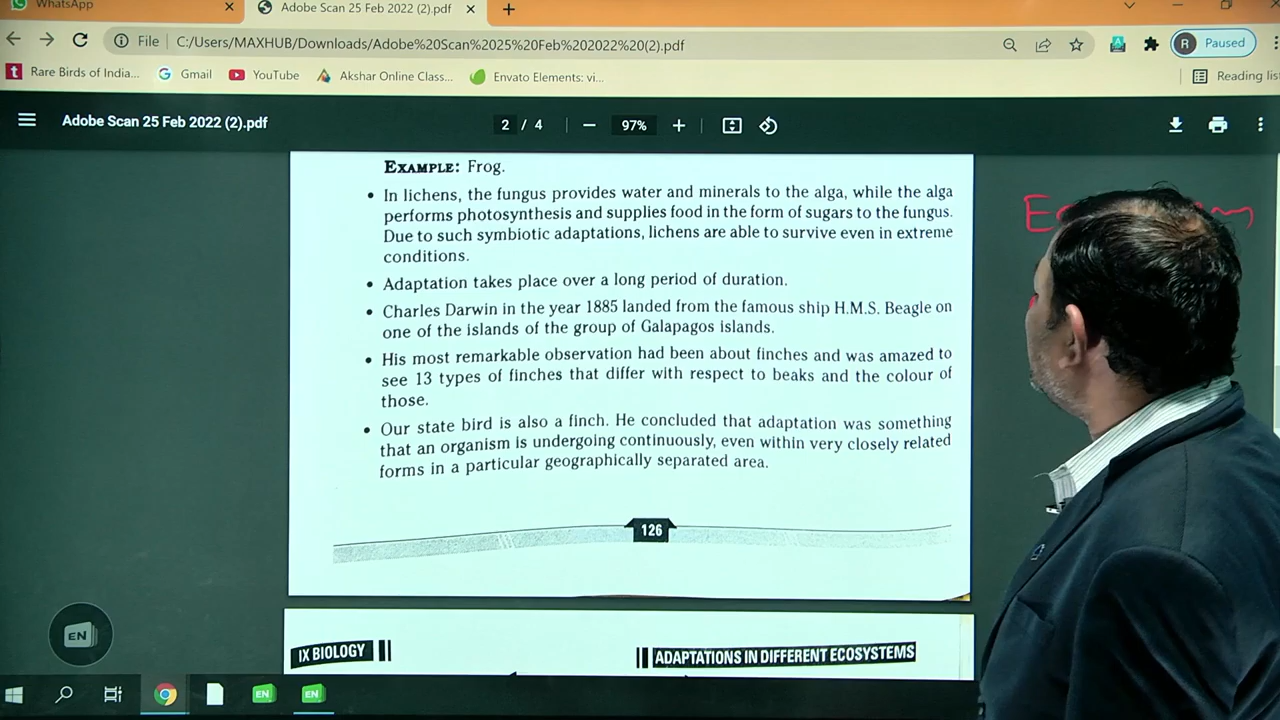 WhatsApp
Adobe Scan 25 Feb 2022 (2).pdf
File C:/Users/MAXHUB/Downloads/Adobe%20Scan%2025%20Feb%202022%20(2).pdf
R Paused
Rare Birds of India...
Gmail
YouTube
Akshar Online Class...
Envato Elements: vi...
Reading list
Adobe Scan 25 Feb 2022 (2).pdf
2 / 4
97%
EXAMPLE: Frog.
• In lichens, the fungus provides water and minerals to the alga, while the alga
performs photosynthesis and supplies food in the form of sugars to the fungus.
Due to such symbiotic adaptations, lichens are able to survive even in extreme
conditions.
• Adaptation takes place over a long period of duration.
• Charles Darwin in the year 1885 landed from the famous ship H.M.S. Beagle on
one of the islands of the group of Galapagos islands.
• His most remarkable observation had been about finches and was amazed to
see 13 types of finches that differ with respect to beaks and the colour of
those.
• Our state bird is also a finch. He concluded that adaptation was something
that an organism is undergoing continuously, even within very closely related
forms in a particular geographically separated area.
126
IX BIOLOGY
ADAPTATIONS IN DIFFERENT ECOSYSTEMS
EN
EN
EN